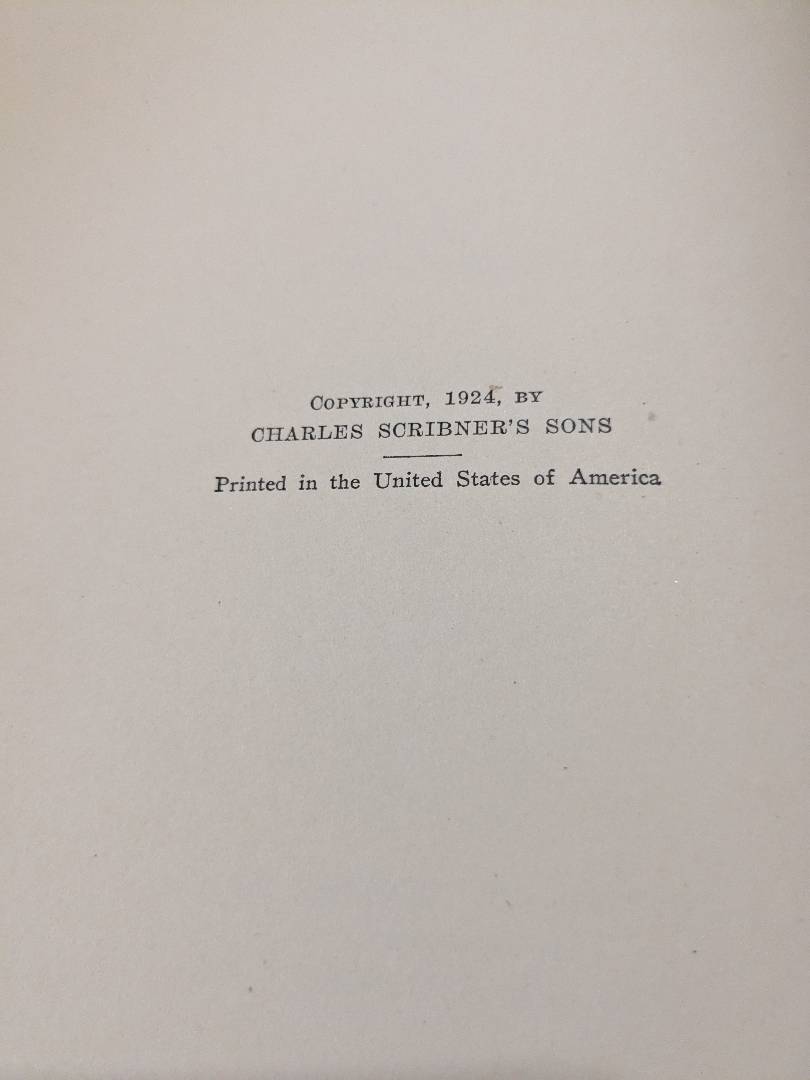 COPYRIGHT, 1924, BY
CHARLES SCRIBNER'S SONS
Printed in the United States of America